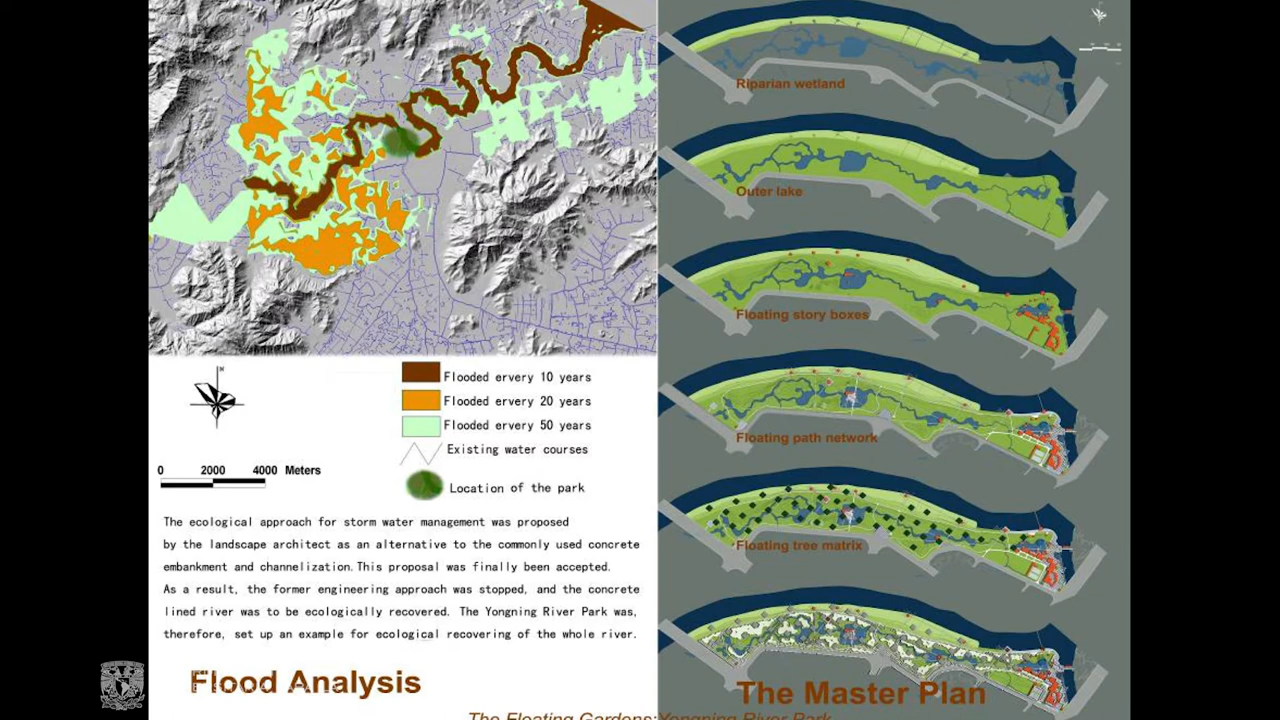 Flooded ervery 10 years
Flooded ervery 20 years
Flooded ervery 50 years
Existing water courses
Location of the park
0 2000 4000 Meters
The ecological approach for storm water management was proposed
by the landscape architect as an alternative to the commonly used concrete
embankment and channelization. This proposal was finally been accepted.
As a result, the former engineering approach was stopped, and the concrete
lined river was to be ecologically recovered. The Yongning River Park was,
therefore, set up an example for ecological recovering of the whole river.
Flood Analysis
Riparian wetland
Outer lake
Floating story boxes
Floating path network
Floating tree matrix
The Master Plan
The Floating Gardens:Yongning River Park